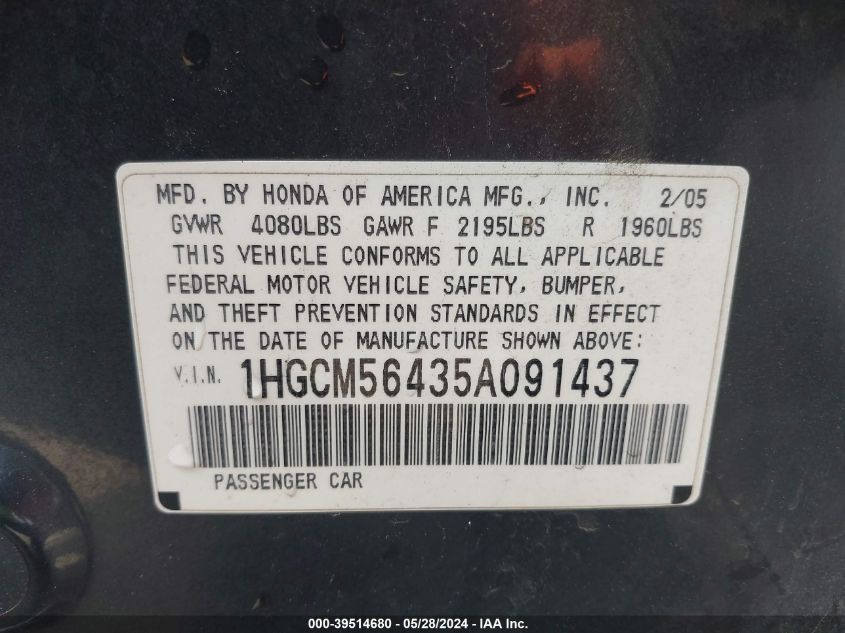 MFD. BY HONDA OF AMERICA MFG., INC. 2/05
GVWR 4080LBS GAWR F 2195LBS R 1960LBS
THIS VEHICLE CONFORMS TO ALL APPLICABLE
FEDERAL MOTOR VEHICLE SAFETY, BUMPER,
AND THEFT PREVENTION STANDARDS IN EFFECT
ON THE DATE OF MANUFACTURE SHOWN ABOVE:
V.I.N. 1HGCM56435A091437
PASSENGER CAR
000-39514680 - 05/28/2024 - IAA Inc.